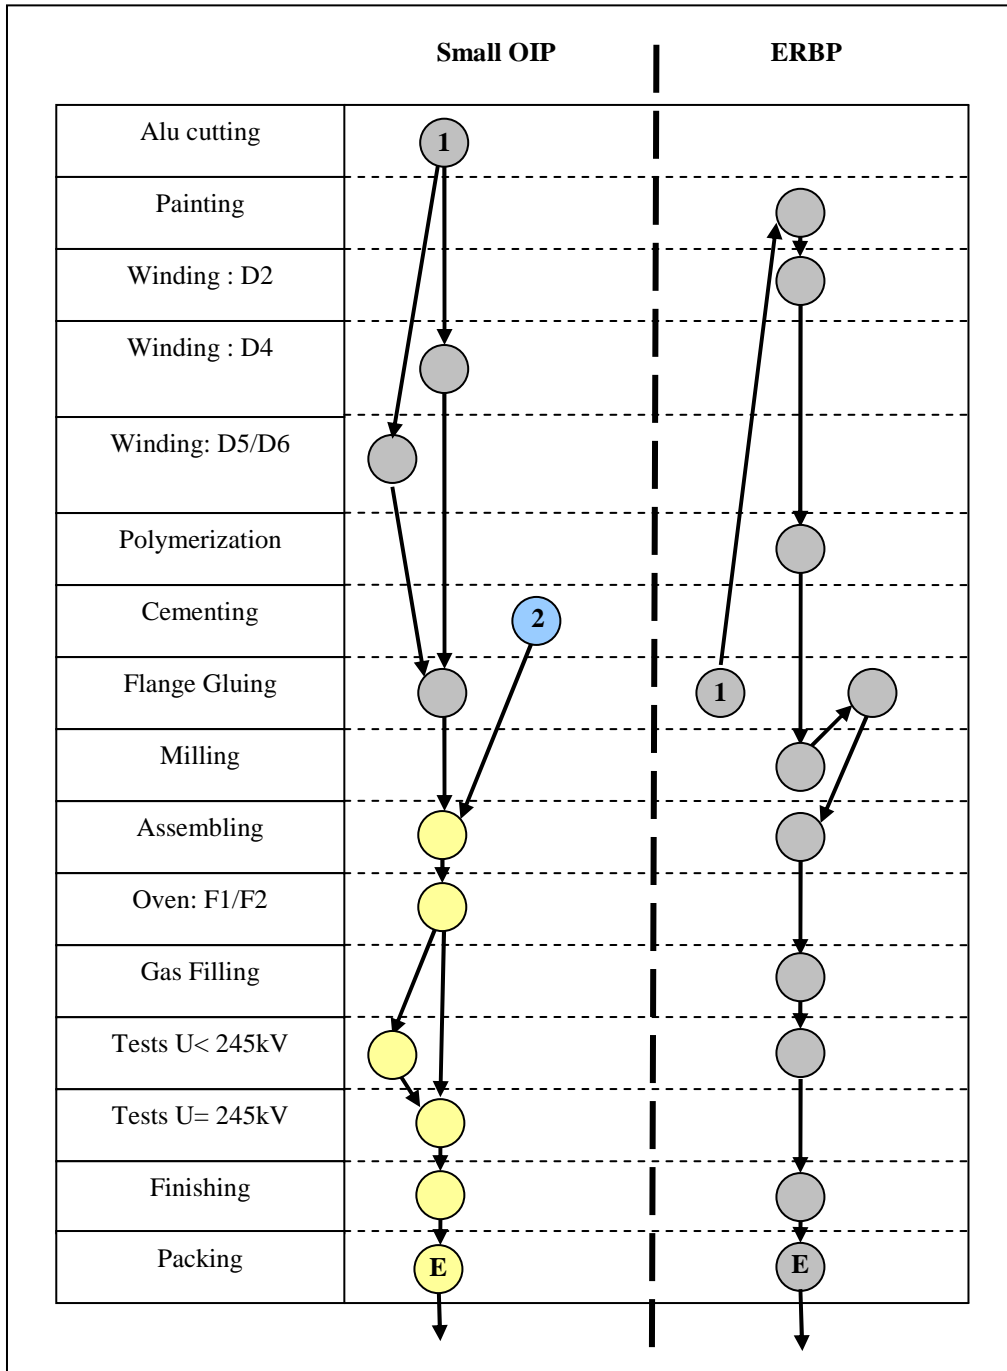 Small OIP ERBP
Alu cutting 1
Painting
Winding : D2
Winding : D4
Winding: D5/D6
Polymerization
Cementing 2
Flange Gluing 1
Milling
Assembling
Oven: F1/F2
Gas Filling
Tests U< 245kV
Tests U= 245kV
Finishing
Packing E E